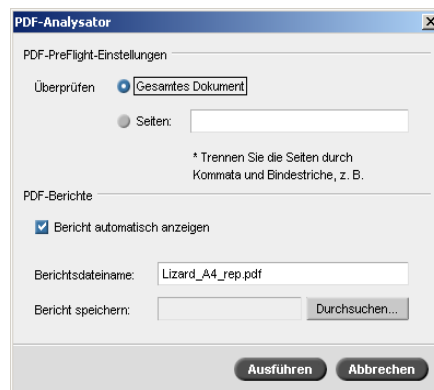 PDF-Analysator
PDF-PreFlight-Einstellungen
Überprüfen
Gesamtes Dokument
Seiten:
* Trennen Sie die Seiten durch
Kommata und Bindestriche, z. B.
PDF-Berichte
Bericht automatisch anzeigen
Berichtsdateiname: Lizard_A4_rep.pdf
Bericht speichern: Durchsuchen...
Ausführen Abbrechen